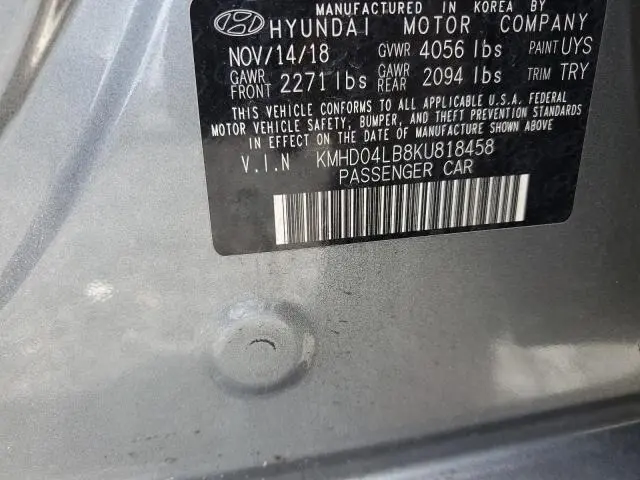 MANUFACTURED IN KOREA BY
HYUNDAI MOTOR COMPANY
NOV/14/18 GVWR 4056 lbs PAINT UYS
GAWR FRONT 2271 lbs GAWR REAR 2094 lbs TRIM TRY
THIS VEHICLE CONFORMS TO ALL APPLICABLE U.S.A. FEDERAL
MOTOR VEHICLE SAFETY, BUMPER, AND THEFT PREVENTION STANDARDS
IN EFFECT ON THE DATE OF MANUFACTURE SHOWN ABOVE
V.I.N KMHD04LB8KU818458
PASSENGER CAR